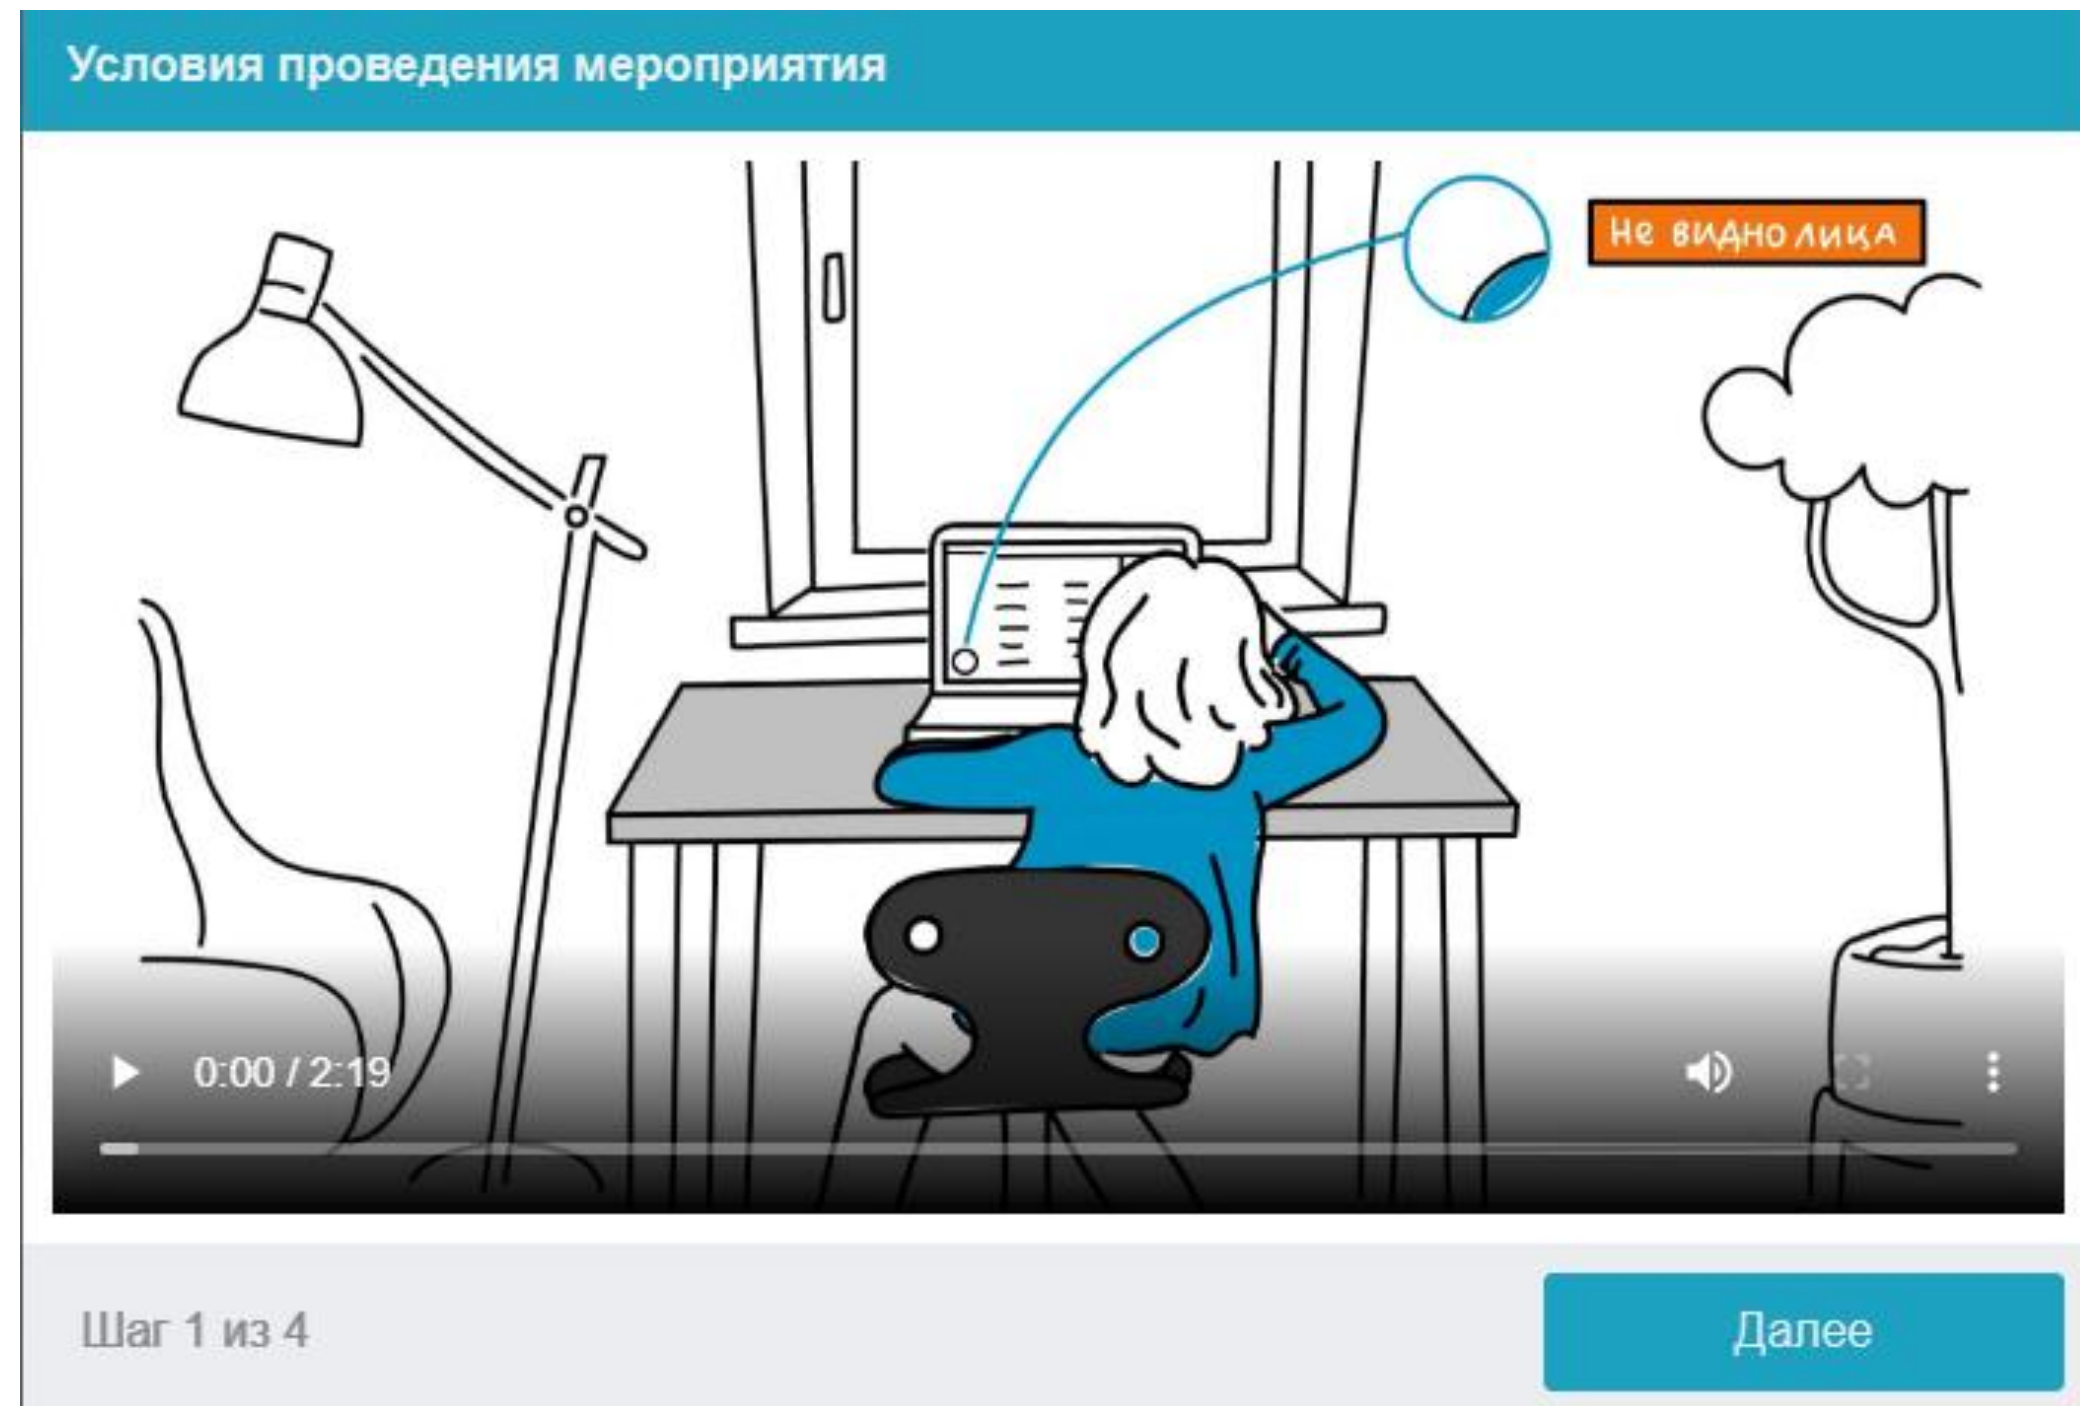 Условия проведения мероприятия
Не видно лица
0:00 / 2:19
Шаг 1 из 4
Далее